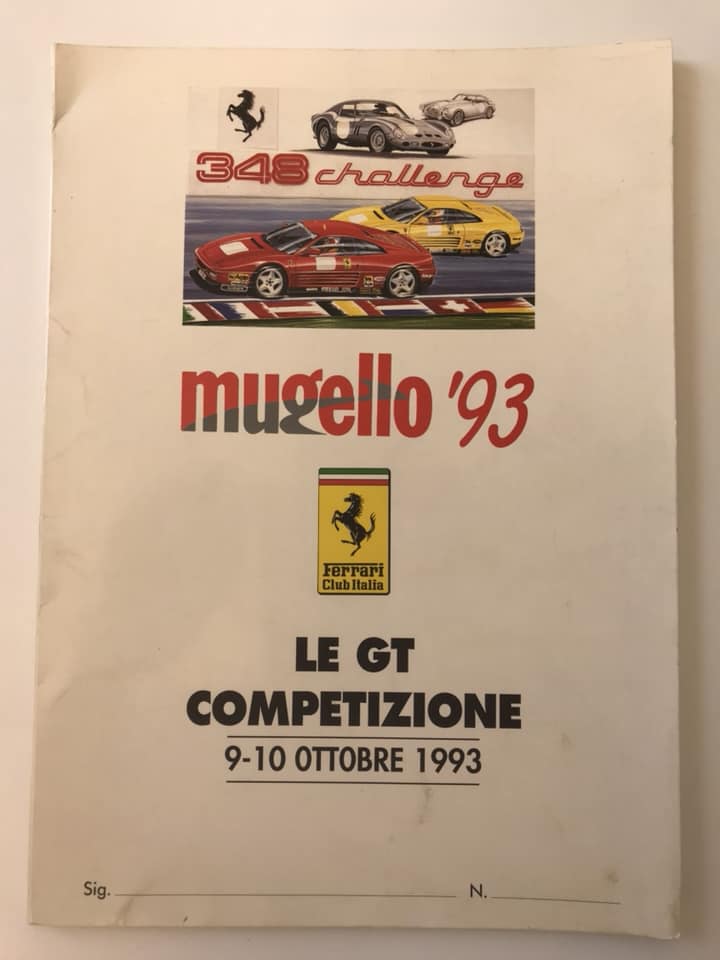 348 challenge
mugello '93
Ferrari
Club Italia
LE GT
COMPETIZIONE
9-10 OTTOBRE 1993
Sig. N.